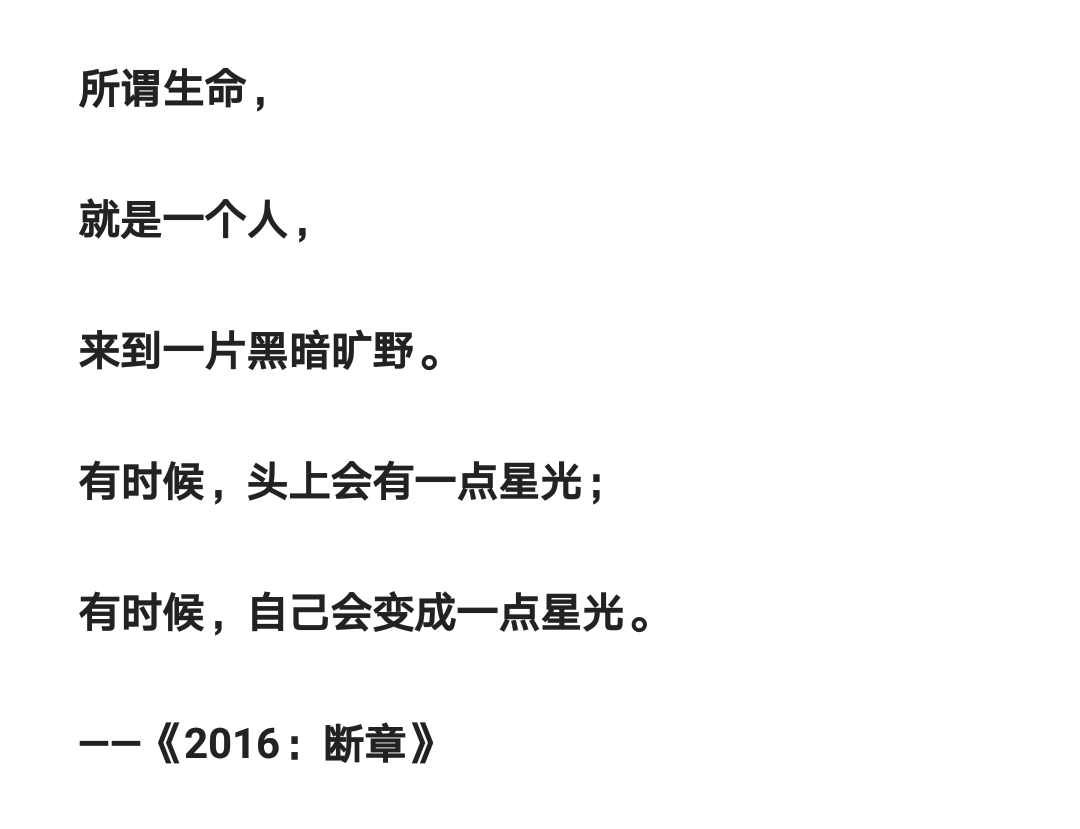 所谓生命，
就是一个人，
来到一片黑暗旷野。
有时候，头上会有一点星光；
有时候，自己会变成一点星光。
——《2016：断章》